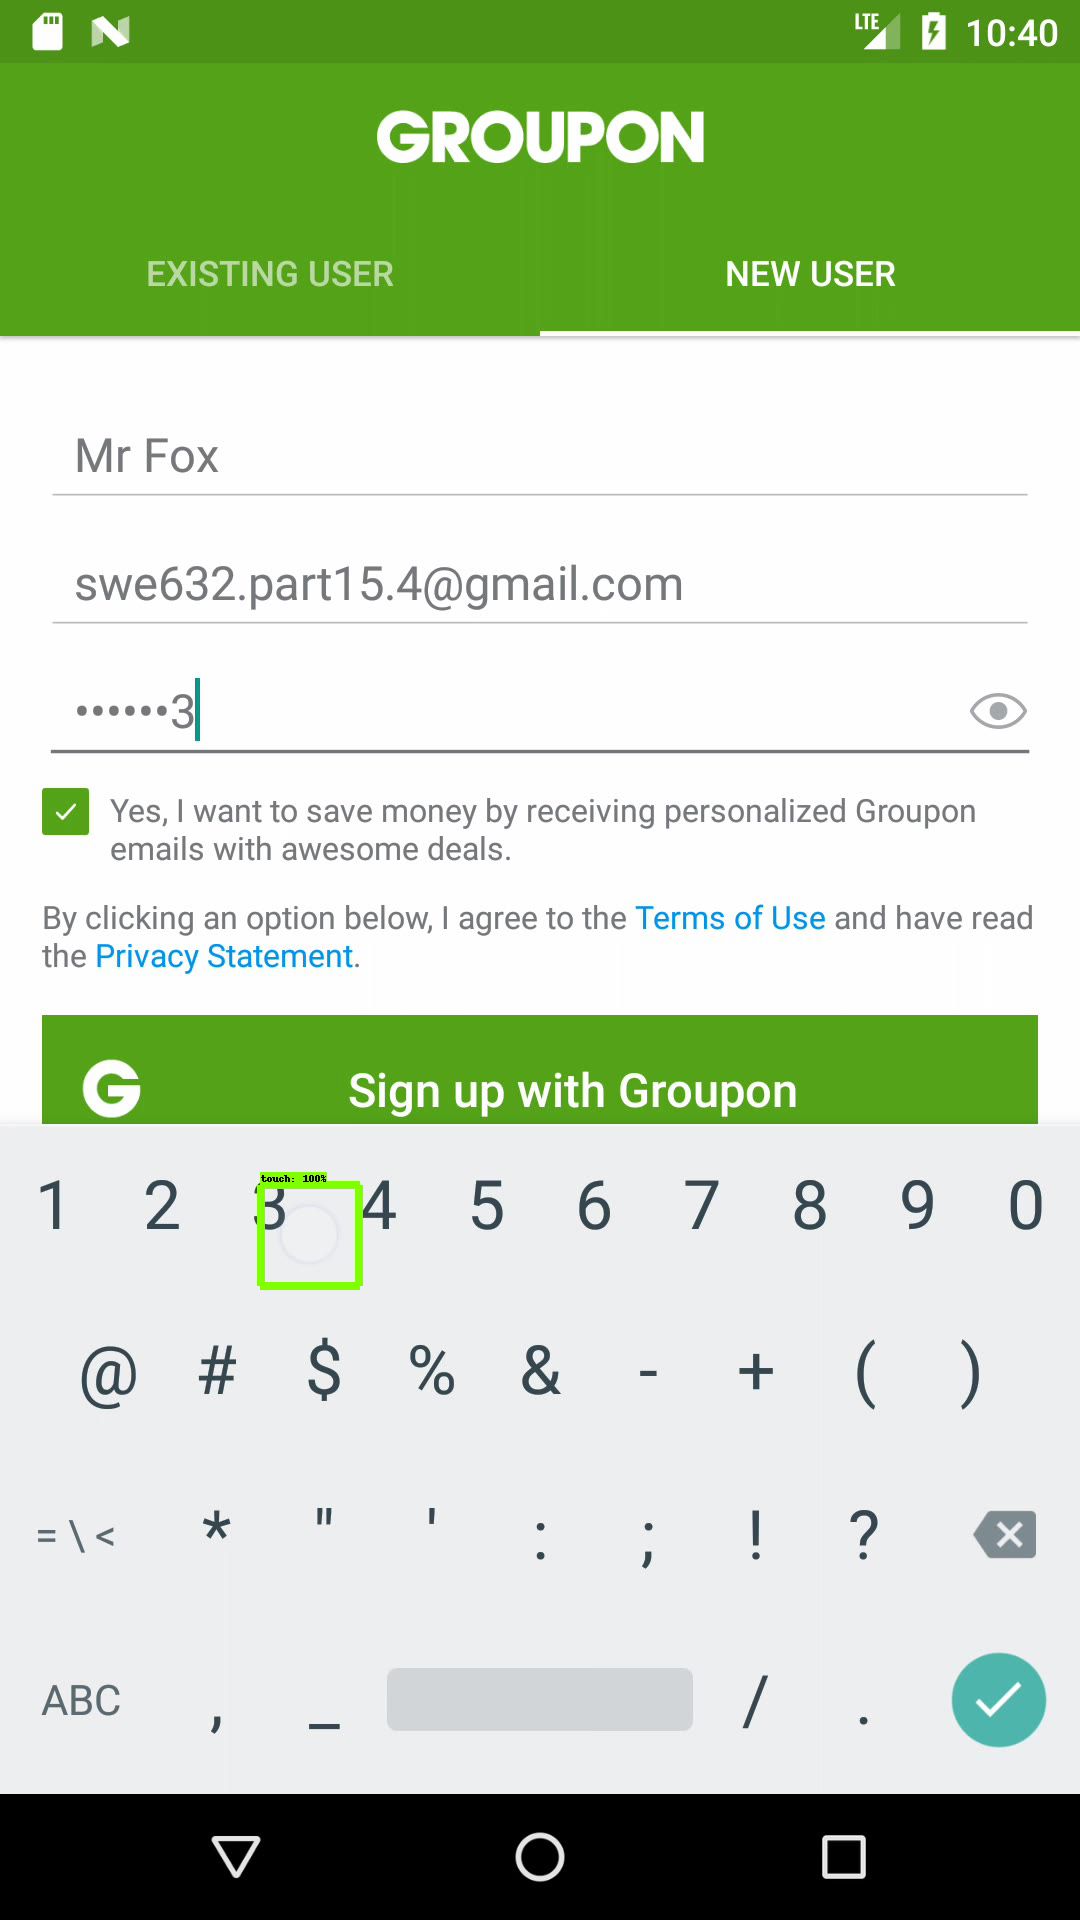 LTE 10:40
GROUPON
EXISTING USER NEW USER
Mr Fox
swe632.part15.4@gmail.com
••••••3
Yes, I want to save money by receiving personalized Groupon
emails with awesome deals.
By clicking an option below, I agree to the Terms of Use and have read
the Privacy Statement.
G Sign up with Groupon
touch: 100%
1 2 3 4 5 6 7 8 9 0
@ # $ % & - + ( )
= \ < * " ' : ; ! ?
ABC , _ / .